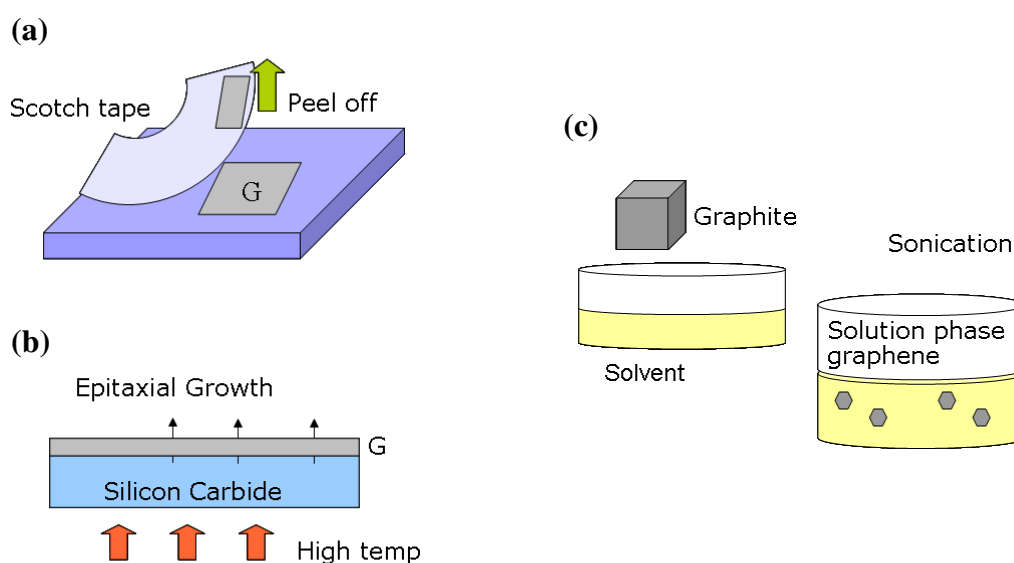 (a)
Scotch tape
Peel off
G
(b)
Epitaxial Growth
G
Silicon Carbide
High temp
(c)
Graphite
Solvent
Sonication
Solution phase
graphene